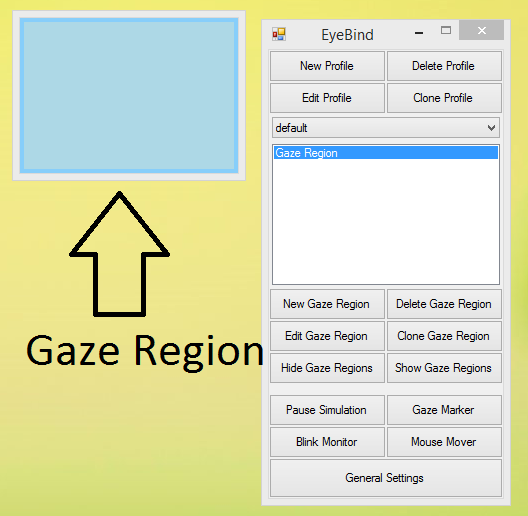 EyeBind
New Profile
Delete Profile
Edit Profile
Clone Profile
default
Gaze Region
New Gaze Region
Delete Gaze Region
Edit Gaze Region
Clone Gaze Region
Hide Gaze Regions
Show Gaze Regions
Pause Simulation
Gaze Marker
Blink Monitor
Mouse Mover
General Settings
Gaze Region